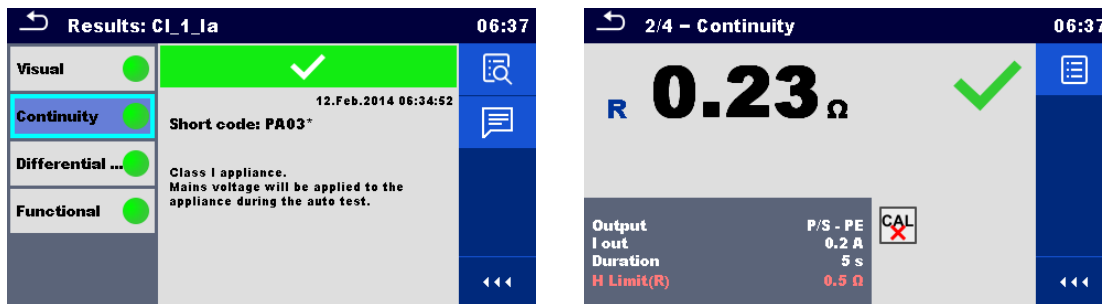 Results: Cl_1_Ia
06:37
Visual
Continuity
Differential ...
Functional
12.Feb.2014 06:34:52
Short code: PA03*
Class I appliance.
Mains voltage will be applied to the
appliance during the auto test.
2/4 – Continuity
06:37
R 0.23 Ω
Output P/S - PE
I out 0.2 A
Duration 5 s
H Limit(R) 0.5 Ω
CAL